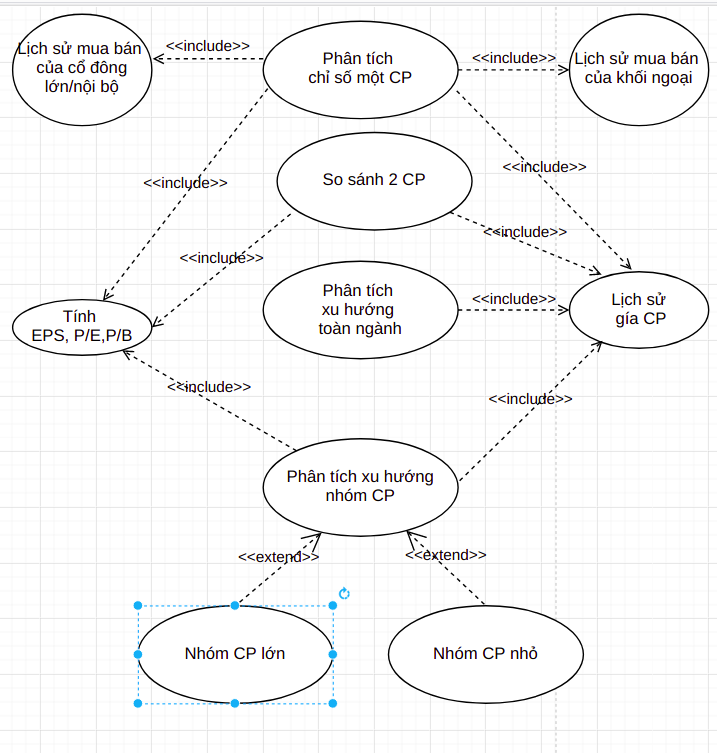 Lịch sử mua bán
của cổ đông
lớn/nội bộ
<<include>>
Phân tích
chỉ số một CP
<<include>>
Lịch sử mua bán
của khối ngoại
<<include>>
<<include>>
So sánh 2 CP
<<include>>
<<include>>
Phân tích
xu hướng
toàn ngành
<<include>>
Lịch sử
gía CP
Tính
EPS, P/E,P/B
<<include>>
<<include>>
Phân tích xu hướng
nhóm CP
<<extend>>
<<extend>>
Nhóm CP lớn
Nhóm CP nhỏ